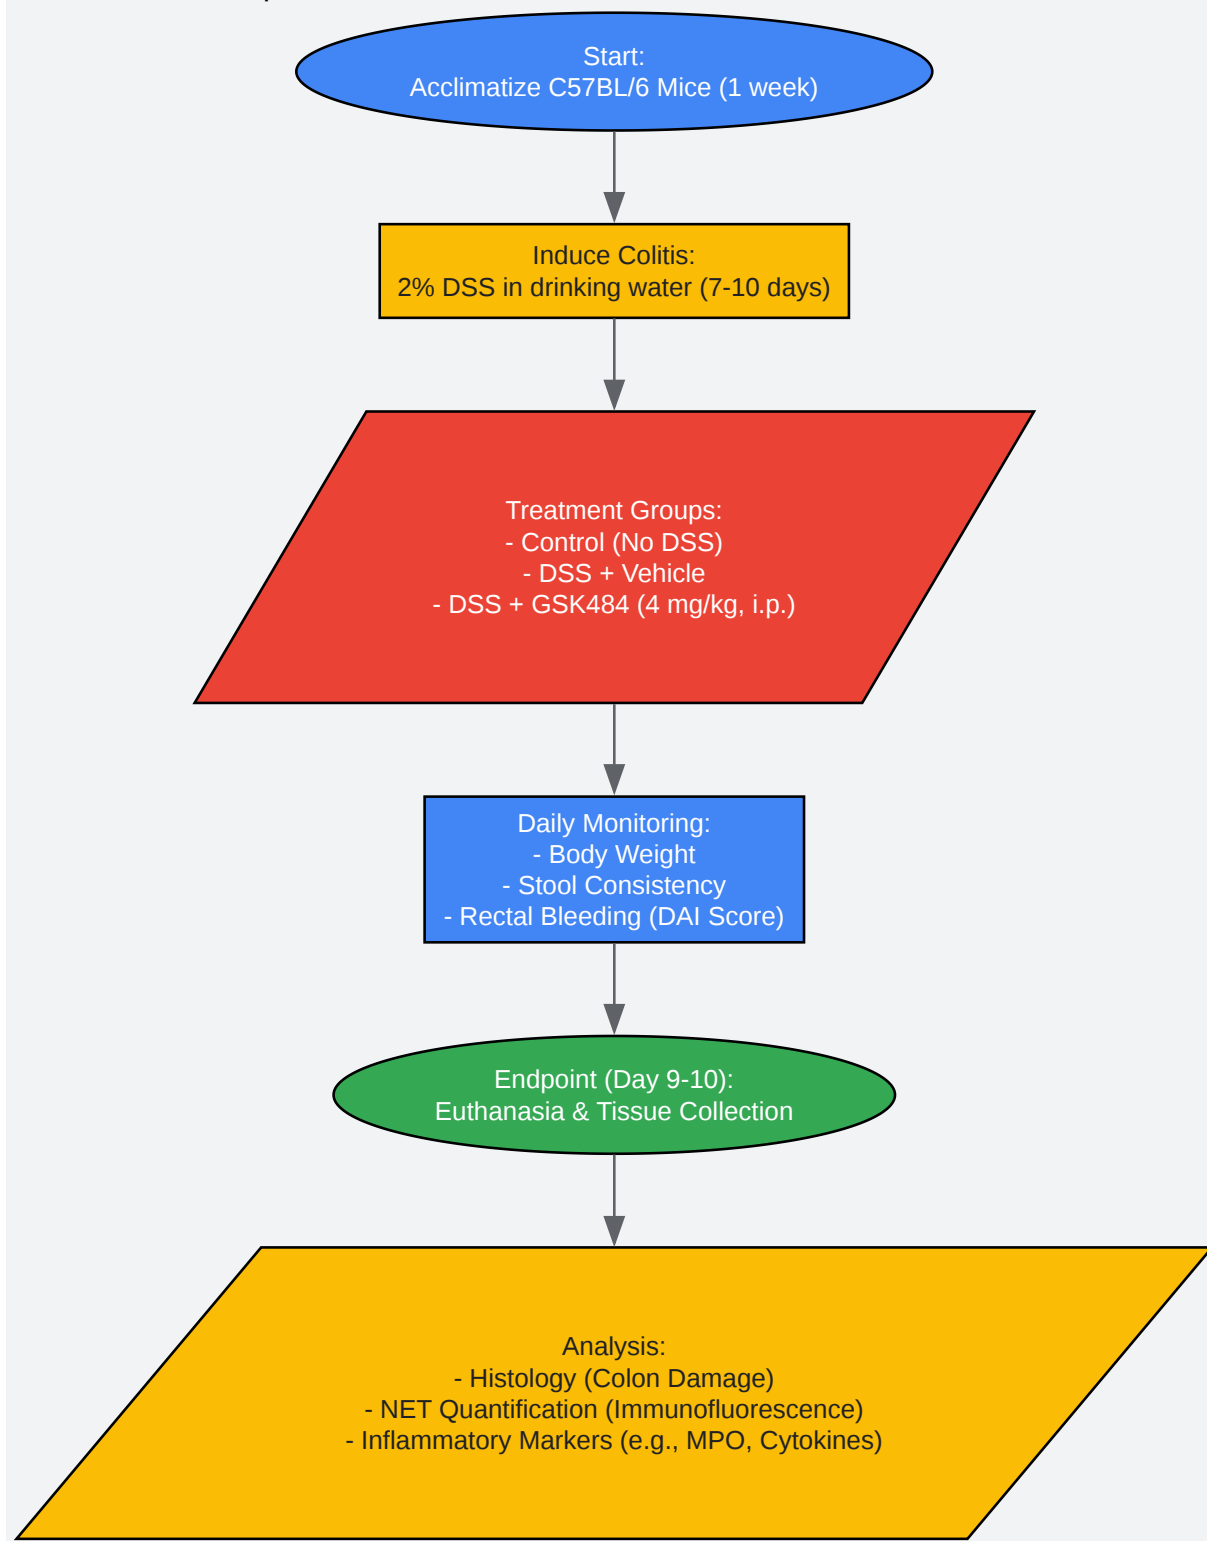 Start:
Acclimatize C57BL/6 Mice (1 week)
Induce Colitis:
2% DSS in drinking water (7-10 days)
Treatment Groups:
- Control (No DSS)
- DSS + Vehicle
- DSS + GSK484 (4 mg/kg, i.p.)
Daily Monitoring:
- Body Weight
- Stool Consistency
- Rectal Bleeding (DAI Score)
Endpoint (Day 9-10):
Euthanasia & Tissue Collection
Analysis:
- Histology (Colon Damage)
- NET Quantification (Immunofluorescence)
- Inflammatory Markers (e.g., MPO, Cytokines)